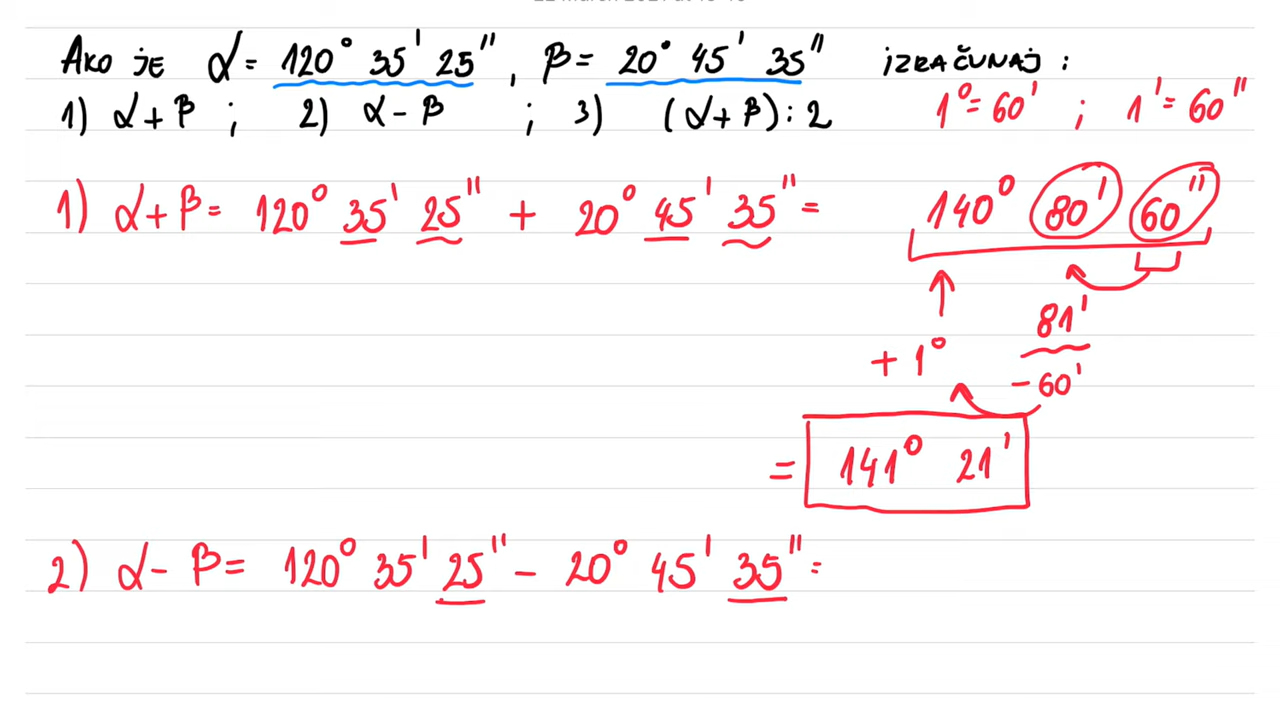 Ako je α = 120° 35' 25'', β = 20° 45' 35'' izračunaj:
1) α + β ; 2) α - β ; 3) (α + β) : 2 1° = 60' ; 1' = 60''
1) α + β = 120° 35' 25'' + 20° 45' 35'' = 140° 80' 60''
81'
+ 1° - 60'
= 141° 21'
2) α - β = 120° 35' 25'' - 20° 45' 35'' =